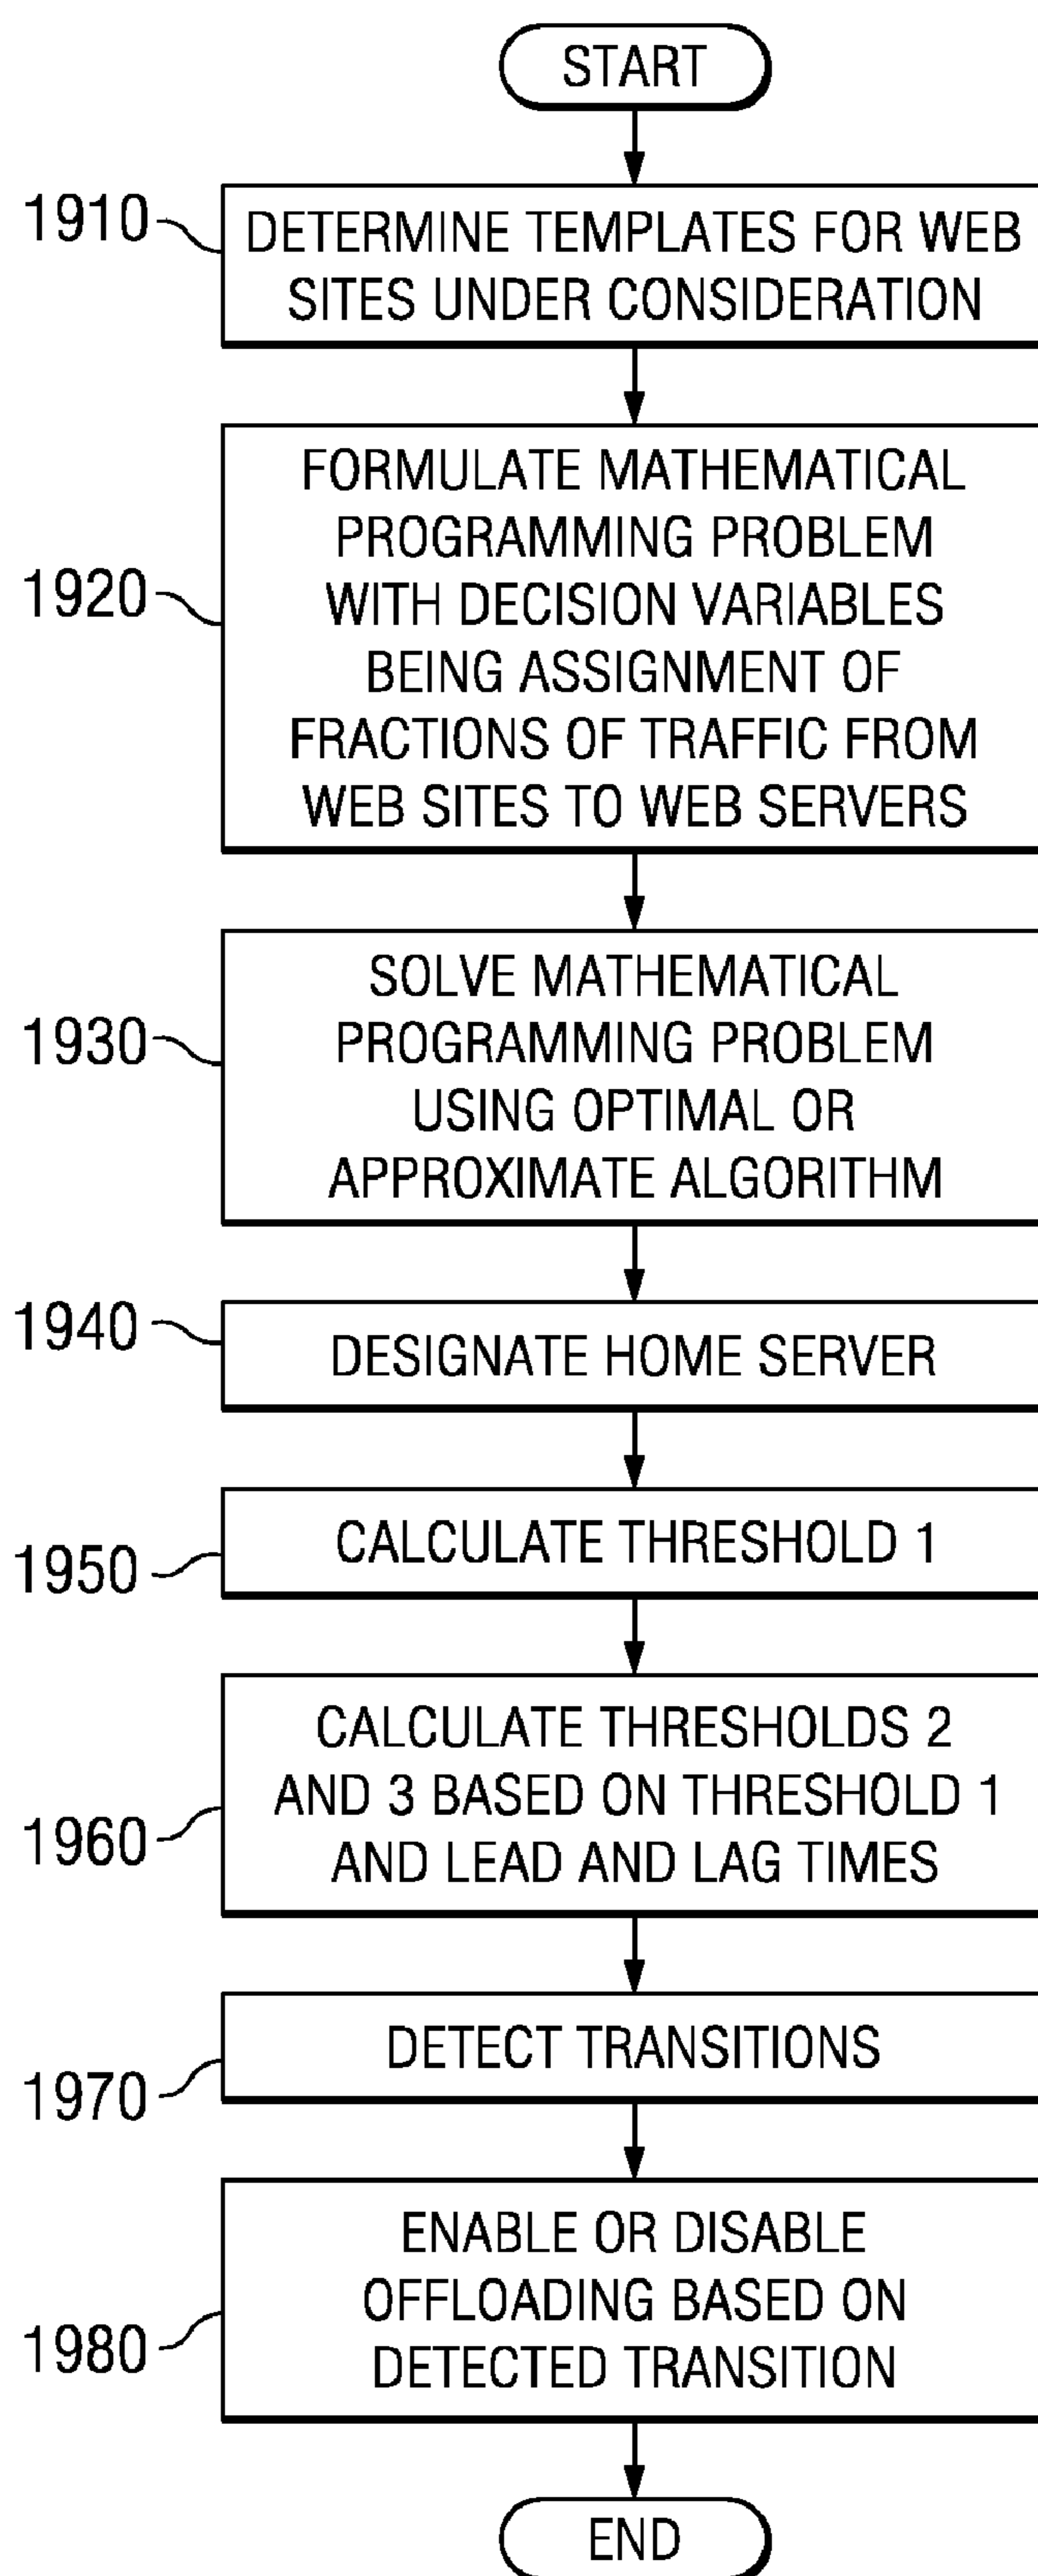 START
1910
DETERMINE TEMPLATES FOR WEB
SITES UNDER CONSIDERATION
1920
FORMULATE MATHEMATICAL
PROGRAMMING PROBLEM
WITH DECISION VARIABLES
BEING ASSIGNMENT OF
FRACTIONS OF TRAFFIC FROM
WEB SITES TO WEB SERVERS
1930
SOLVE MATHEMATICAL
PROGRAMMING PROBLEM
USING OPTIMAL OR
APPROXIMATE ALGORITHM
1940
DESIGNATE HOME SERVER
1950
CALCULATE THRESHOLD 1
1960
CALCULATE THRESHOLDS 2
AND 3 BASED ON THRESHOLD 1
AND LEAD AND LAG TIMES
1970
DETECT TRANSITIONS
1980
ENABLE OR DISABLE
OFFLOADING BASED ON
DETECTED TRANSITION
END